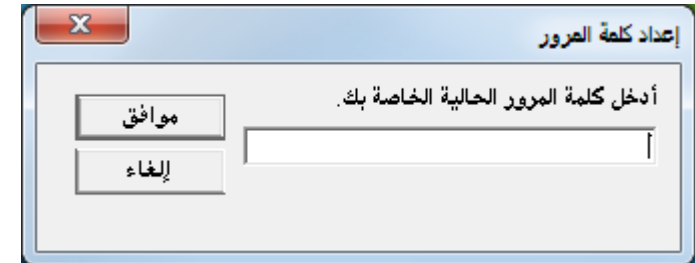 إعداد كلمة المرور
أدخل كلمة المرور الحالية الخاصة بك.
موافق
إلغاء